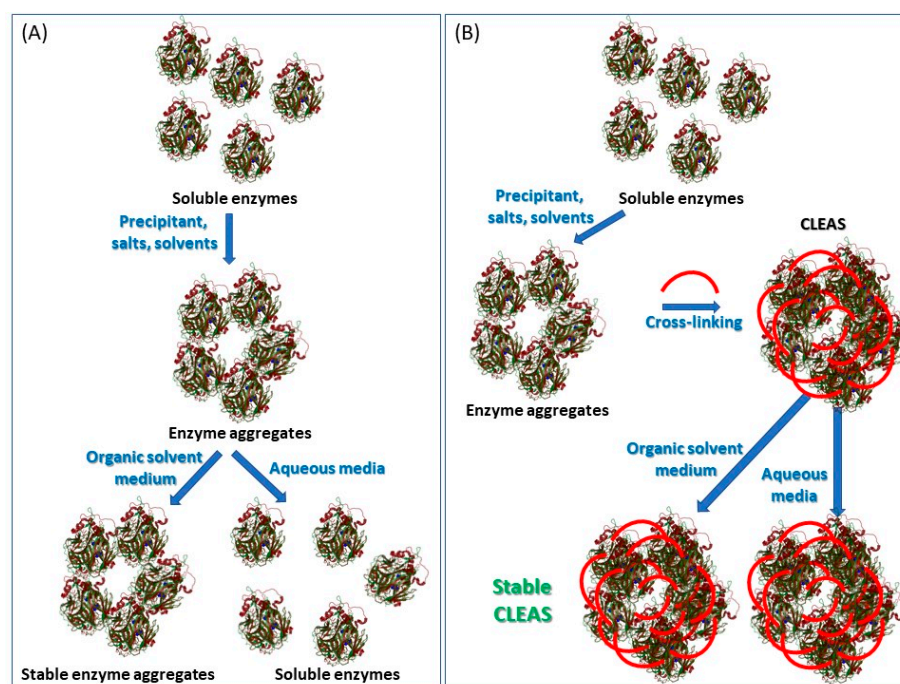 (A)
Soluble enzymes
Precipitant,
salts, solvents
Enzyme aggregates
Organic solvent
medium
Aqueous media
Stable enzyme aggregates
Soluble enzymes
(B)
Soluble enzymes
Precipitant,
salts, solvents
CLEAS
Cross-linking
Enzyme aggregates
Organic solvent
medium
Aqueous
media
Stable
CLEAS